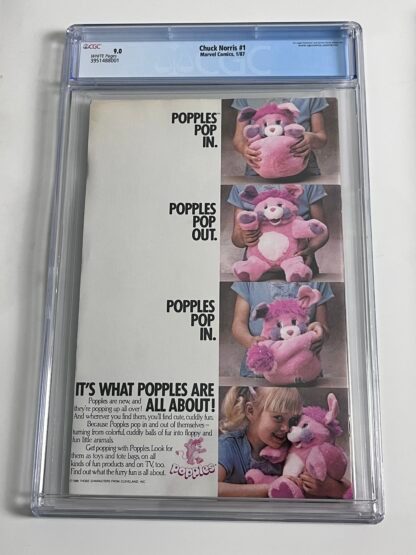 CGC
9.0
WHITE Pages
3951488001
Chuck Norris #1
Marvel Comics, 1/87
POPPLES
POP
IN.
POPPLES
POP
OUT.
POPPLES
POP
IN.
IT'S WHAT POPPLES ARE
ALL ABOUT!
Popples are new, and
they're popping up all over!
And wherever you find them, you'll find cute, cuddly fun.
Because Popples pop in and out of themselves–
turning from colorful, cuddly balls of fur into floppy and
fun little animals.
Get popping with Popples. Look for
them as toys and tote bags, on all
kinds of fun products and on TV, too.
Find out what the furry fun is all about.
popples
THOSE CHARACTERS FROM CLEVELAND, INC.